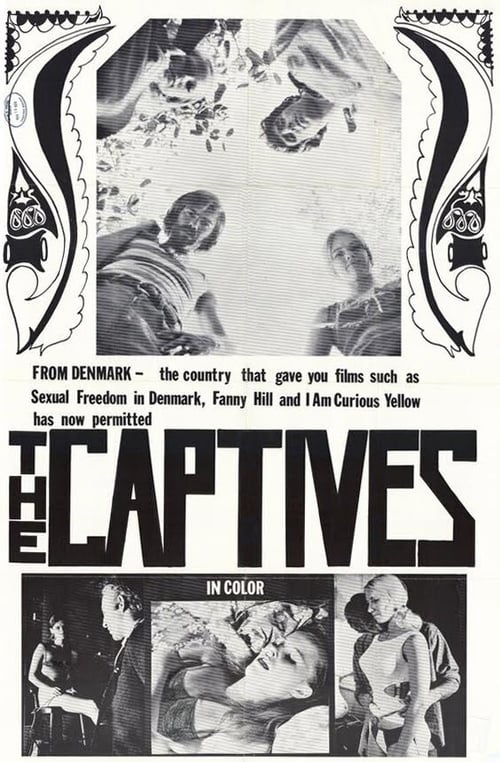 FROM DENMARK – the country that gave you films such as
Sexual Freedom in Denmark, Fanny Hill and I Am Curious Yellow
has now permitted
THE CAPTIVES
IN COLOR